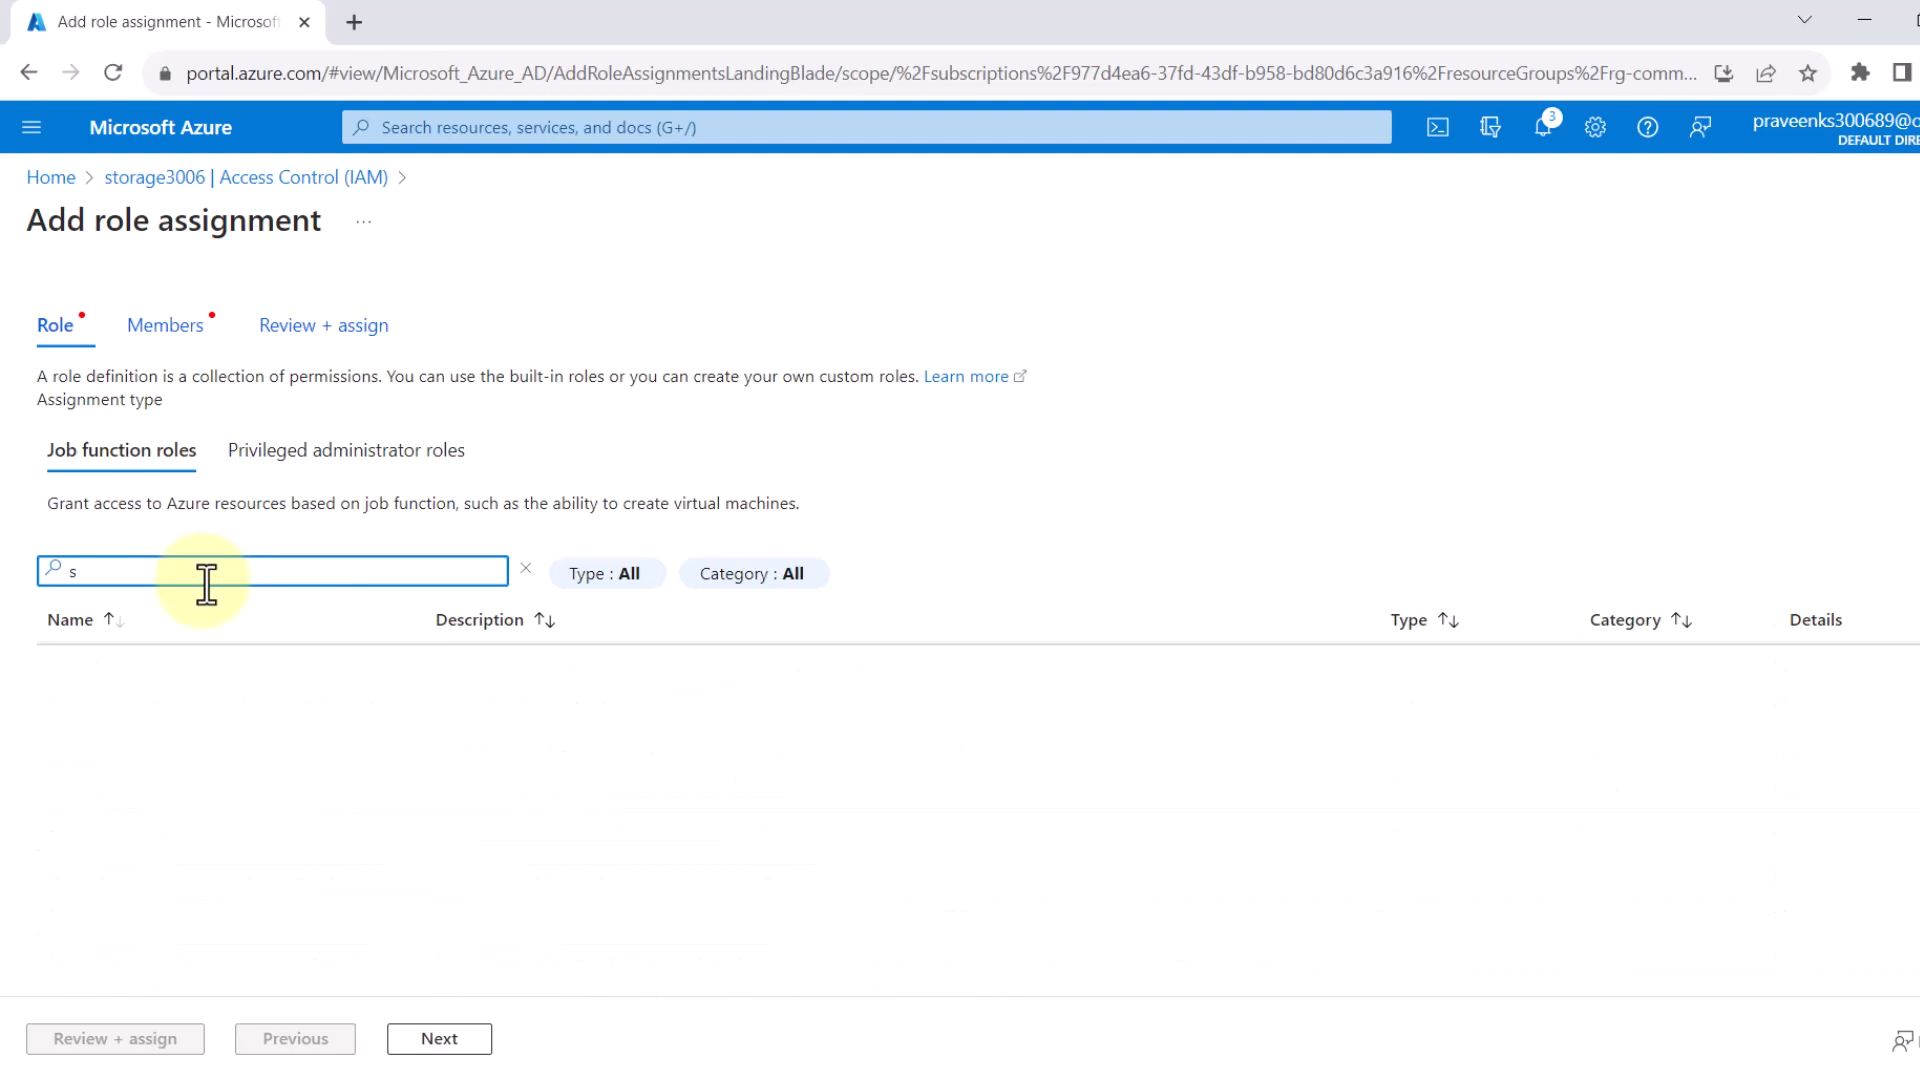 Add role assignment - Microsoft
portal.azure.com/#view/Microsoft_Azure_AD/AddRoleAssignmentsLandingBlade/scope/%2Fsubscriptions%2F977d4ea6-37fd-43df-b958-bd80d6c3a916%2FresourceGroups%2Frg-comm...
Microsoft Azure
Search resources, services, and docs (G+/)
3
praveenks300689@o
DEFAULT DIRE
Home > storage3006 | Access Control (IAM) >
Add role assignment ...
Role
Members
Review + assign
A role definition is a collection of permissions. You can use the built-in roles or you can create your own custom roles. Learn more
Assignment type
Job function roles
Privileged administrator roles
Grant access to Azure resources based on job function, such as the ability to create virtual machines.
s
Type : All
Category : All
Name
Description
Type
Category
Details
Review + assign
Previous
Next